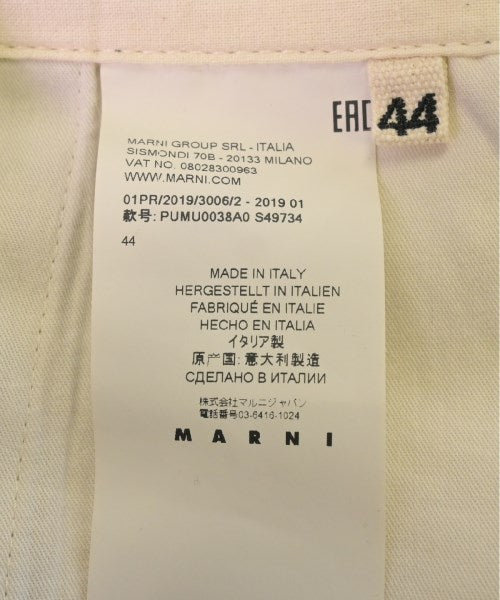 EAC
44
MARNI GROUP SRL - ITALIA
SISMONDI 70B - 20133 MILANO
VAT NO. 08028300963
WWW.MARNI.COM
01PR/2019/3006/2 - 2019 01
款号: PUMU0038A0 S49734
44
MADE IN ITALY
HERGESTELLT IN ITALIEN
FABRIQUÉ EN ITALIE
HECHO EN ITALIA
イタリア製
原产国: 意大利製造
СДЕЛАНО В ИТАЛИИ
株式会社マルニジャパン
電話番号03-6416-1024
MARNI